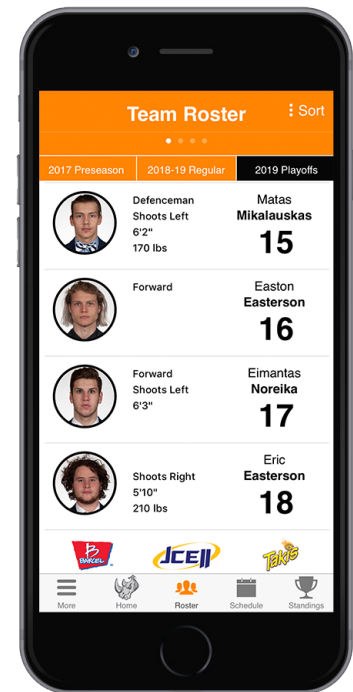 Team Roster
Sort
2017 Preseason
2018-19 Regular
2019 Playoffs
Defenceman
Shoots Left
6'2"
170 lbs
Matas
Mikalauskas
15
Forward
Easton
Easterson
16
Forward
Shoots Left
6'3"
Eimantas
Noreika
17
Shoots Right
5'10"
210 lbs
Eric
Easterson
18
BAKEL
JCEJJ
Takis
More
Home
Roster
Schedule
Standings